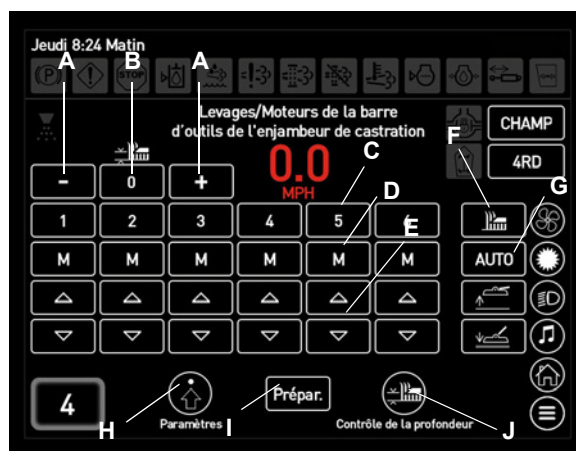 Jeudi 8:24 Matin
A B A
STOP
Levages/Moteurs de la barre
d'outils de l'enjambeur de castration
CHAMP
F
0.0
MPH
C
4RD
G
- 0 +
D
1 2 3 4 5
E
M M M M M M
AUTO
4
Prépar.
H
Paramètres
I
Contrôle de la profondeur
J